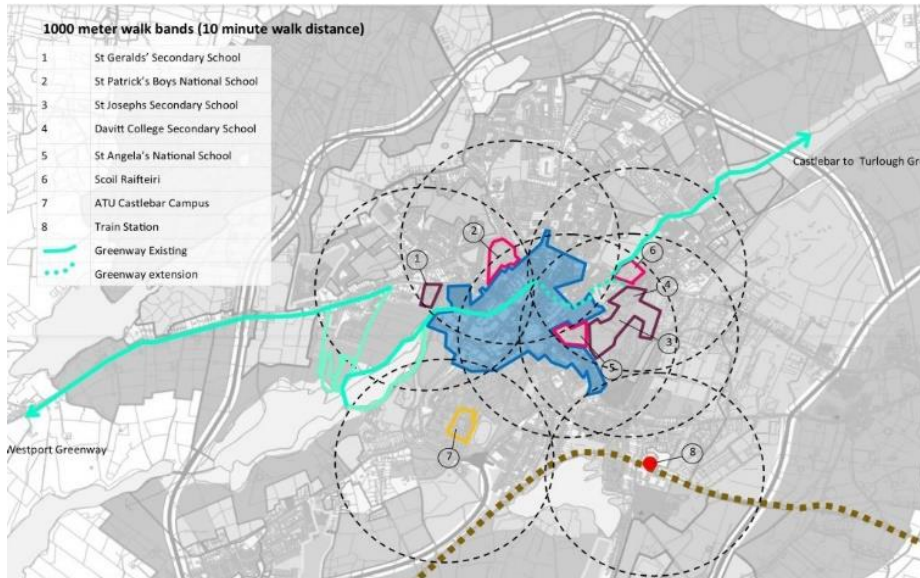 1000 meter walk bands (10 minute walk distance)
1 St Geralds' Secondary School
2 St Patrick's Boys National School
3 St Josephs Secondary School
4 Davitt College Secondary School
5 St Angela's National School
6 Scoil Raifteiri
7 ATU Castlebar Campus
8 Train Station
Greenway Existing
Greenway extension
Castlebar to Turlough Gr
2
6
1
4
3
5
Westport Greenway
7
8